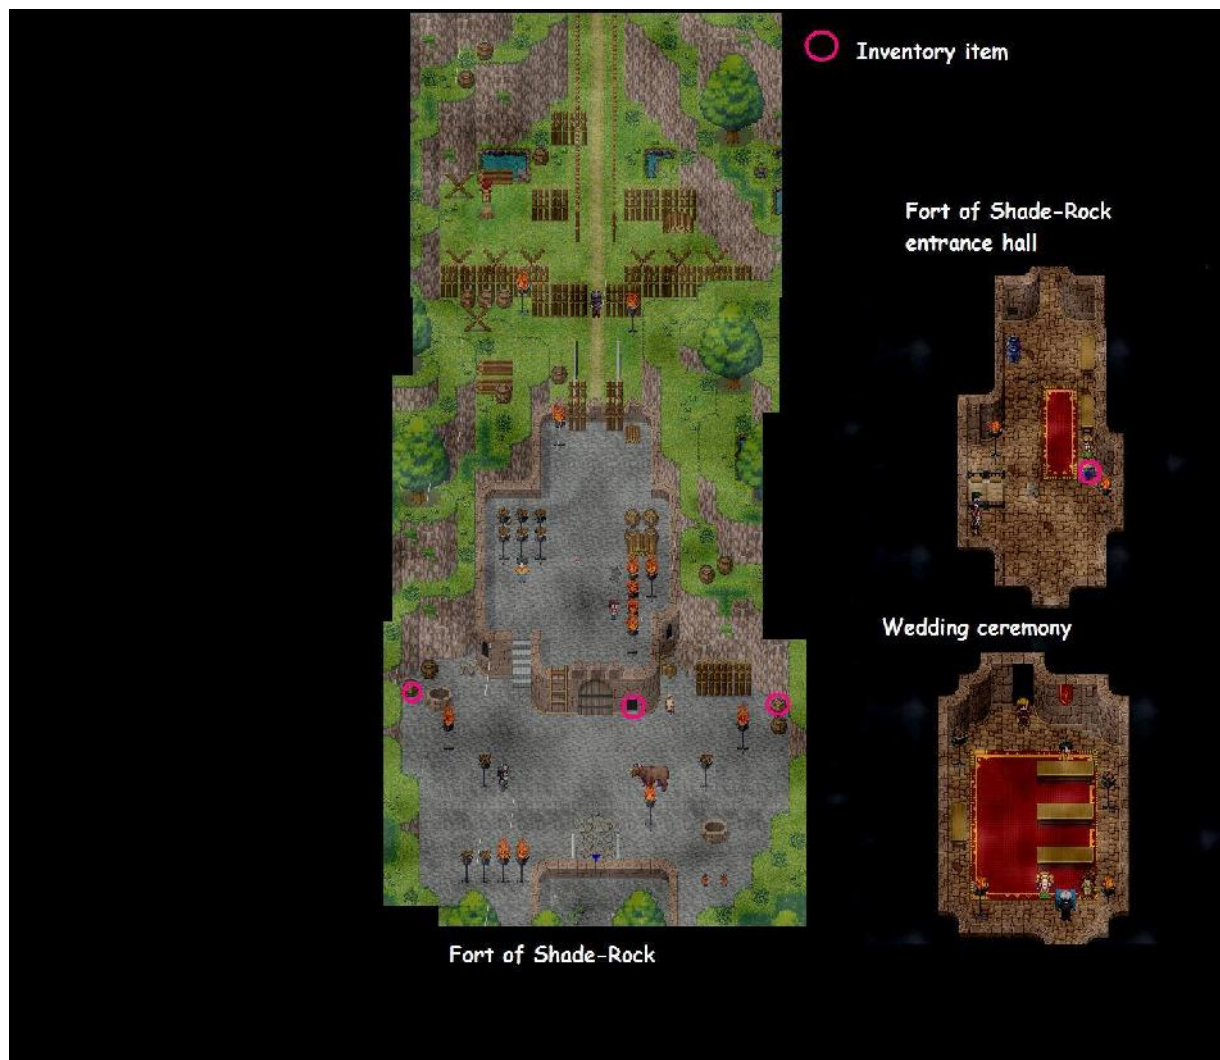 Inventory item
Fort of Shade-Rock
entrance hall
Wedding ceremony
Fort of Shade-Rock